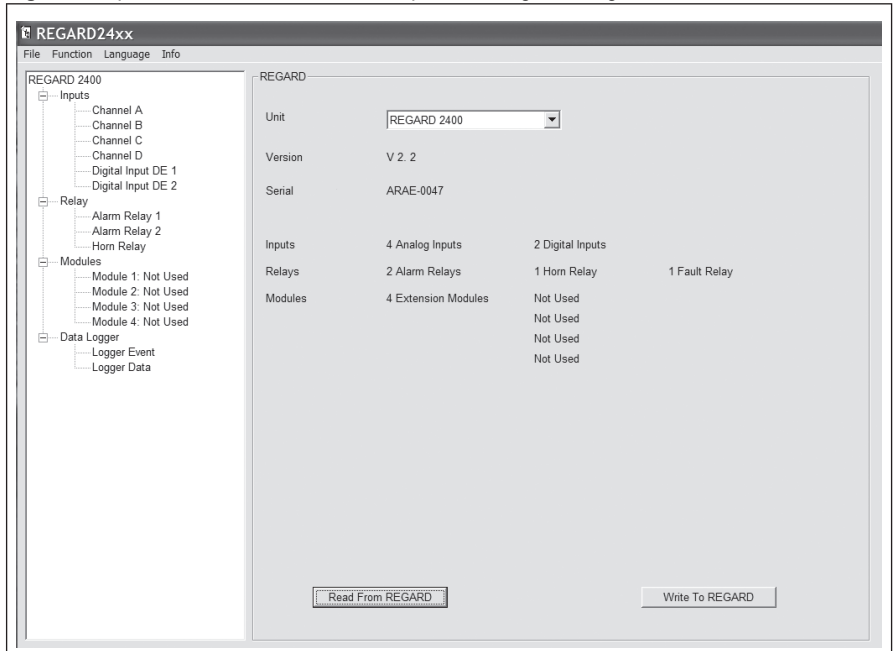 REGARD24xx
File Function Language Info
REGARD 2400
Inputs
Channel A
Channel B
Channel C
Channel D
Digital Input DE 1
Digital Input DE 2
Relay
Alarm Relay 1
Alarm Relay 2
Horn Relay
Modules
Module 1: Not Used
Module 2: Not Used
Module 3: Not Used
Module 4: Not Used
Data Logger
Logger Event
Logger Data
REGARD
Unit REGARD 2400
Version V 2. 2
Serial ARAE-0047
Inputs 4 Analog Inputs 2 Digital Inputs
Relays 2 Alarm Relays 1 Horn Relay 1 Fault Relay
Modules 4 Extension Modules Not Used
Not Used
Not Used
Not Used
Read From REGARD Write To REGARD